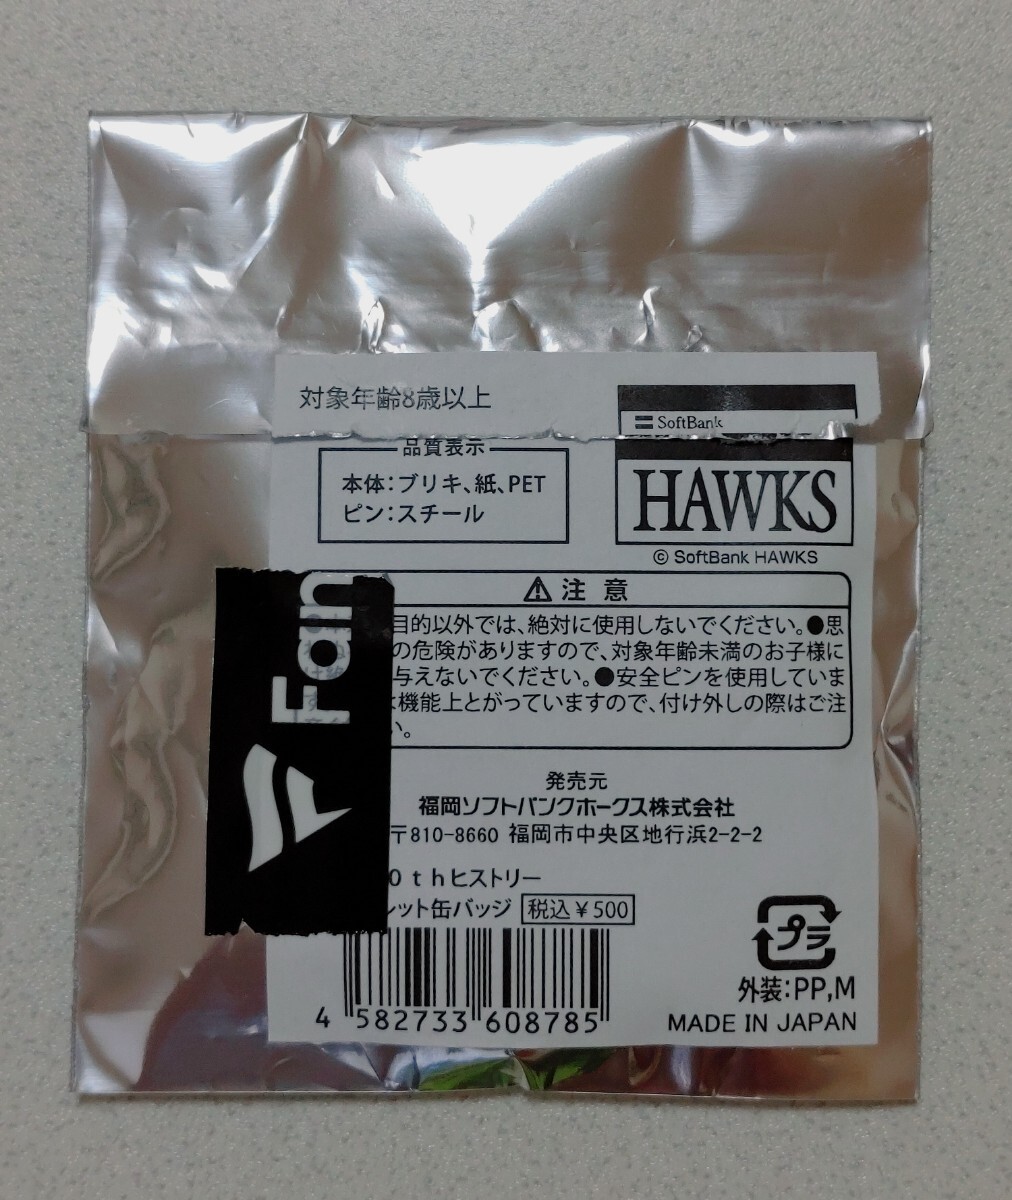 対象年齢8歳以上
SoftBank
品質表示
HAWKS
本体:ブリキ、紙、PET
ピン:スチール
© SoftBank HAWKS
⚠注 意
目的以外では、絶対に使用しないでください。●思
の危険がありますので、対象年齢未満のお子様に
与えないでください。●安全ピンを使用していま
機能上とがっていますので、付け外しの際はご注
い。
Fan
発売元
福岡ソフトバンクホークス株式会社
〒810-8660 福岡市中央区地行浜2-2-2
0thヒストリー
レット缶バッジ 税込¥500
プラ
外装:PP,M
4 582733 608785
MADE IN JAPAN